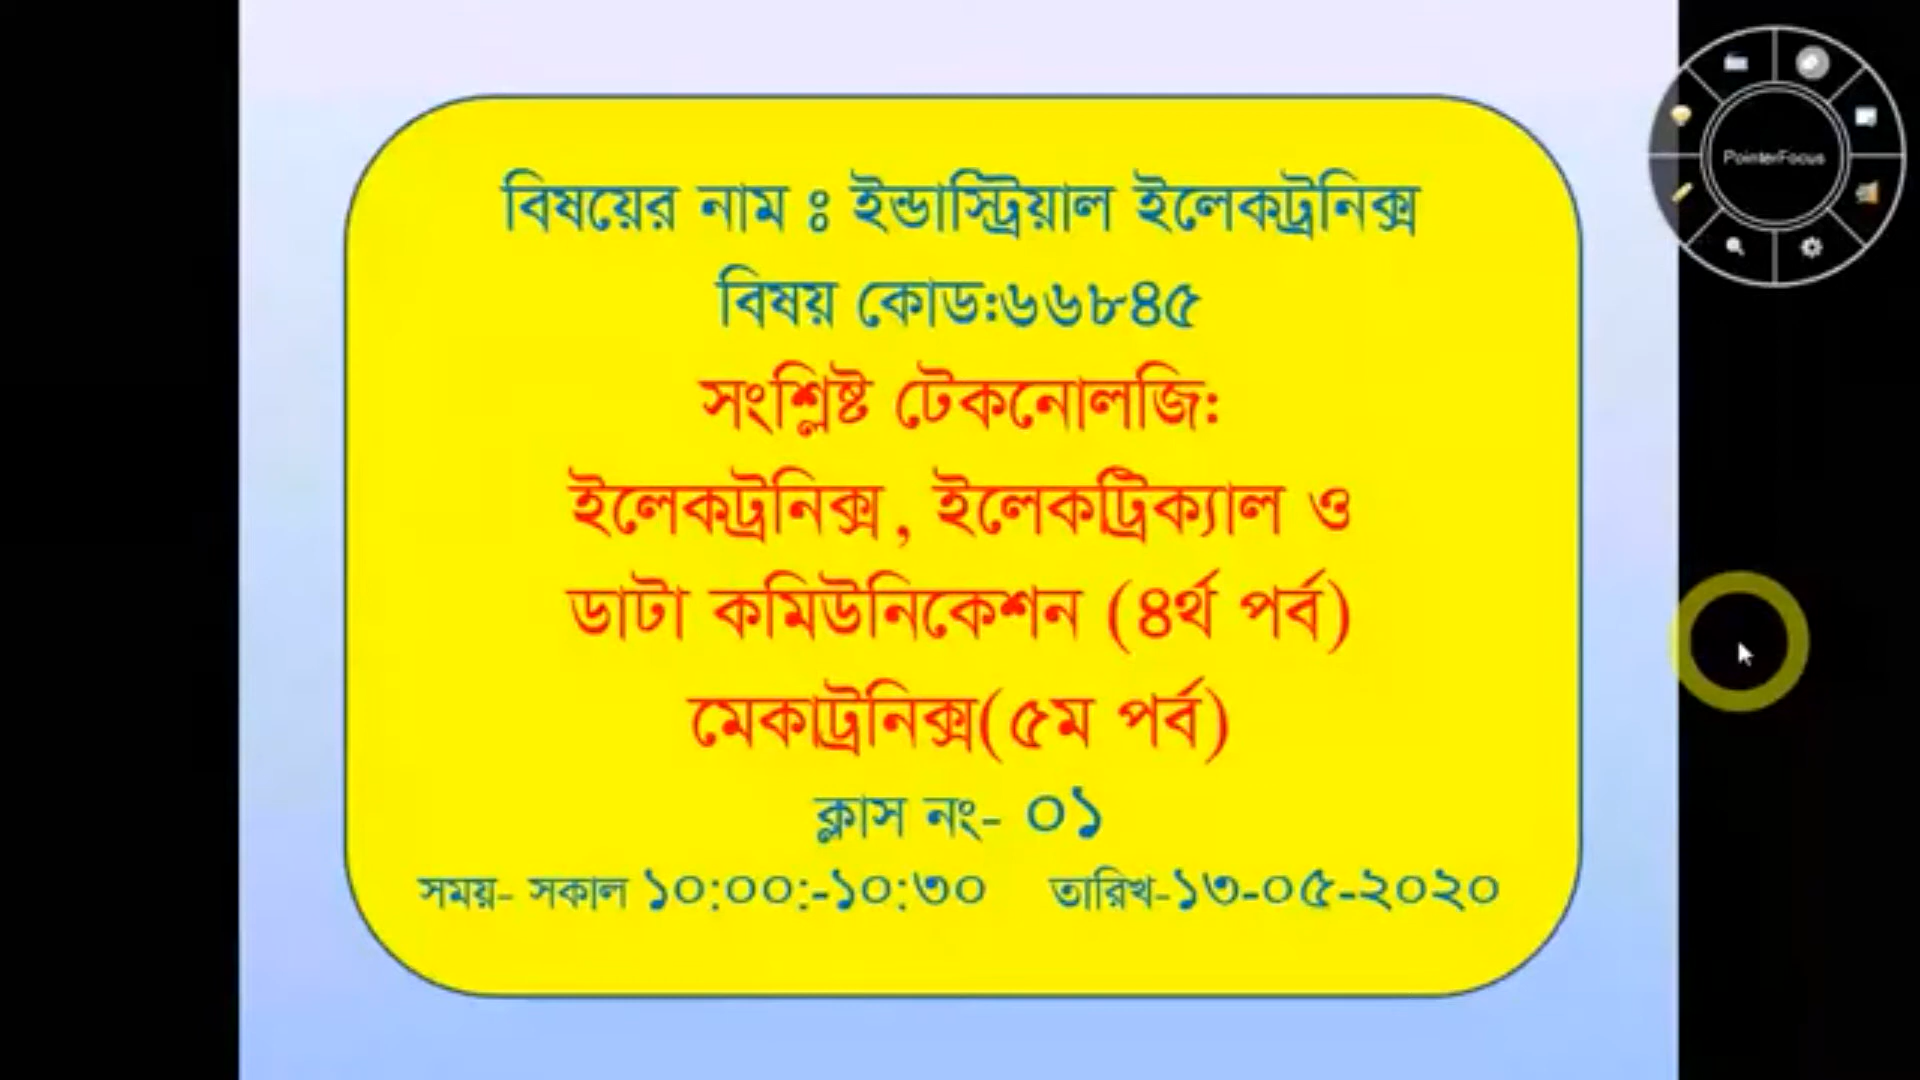 বিষয়ের নাম ঃ ইন্ডাস্ট্রিয়াল ইলেকট্রনিক্স
বিষয় কোড:৬৬৮৪৫
সংশ্লিষ্ট টেকনোলজি:
ইলেকট্রনিক্স, ইলেকট্রিক্যাল ও
ডাটা কমিউনিকেশন (৪র্থ পর্ব)
মেকাট্রনিক্স(৫ম পর্ব)
ক্লাস নং- ০১
সময়- সকাল ১০:০০:-১০:৩০ তারিখ-১৩-০৫-২০২০
PointerFocus